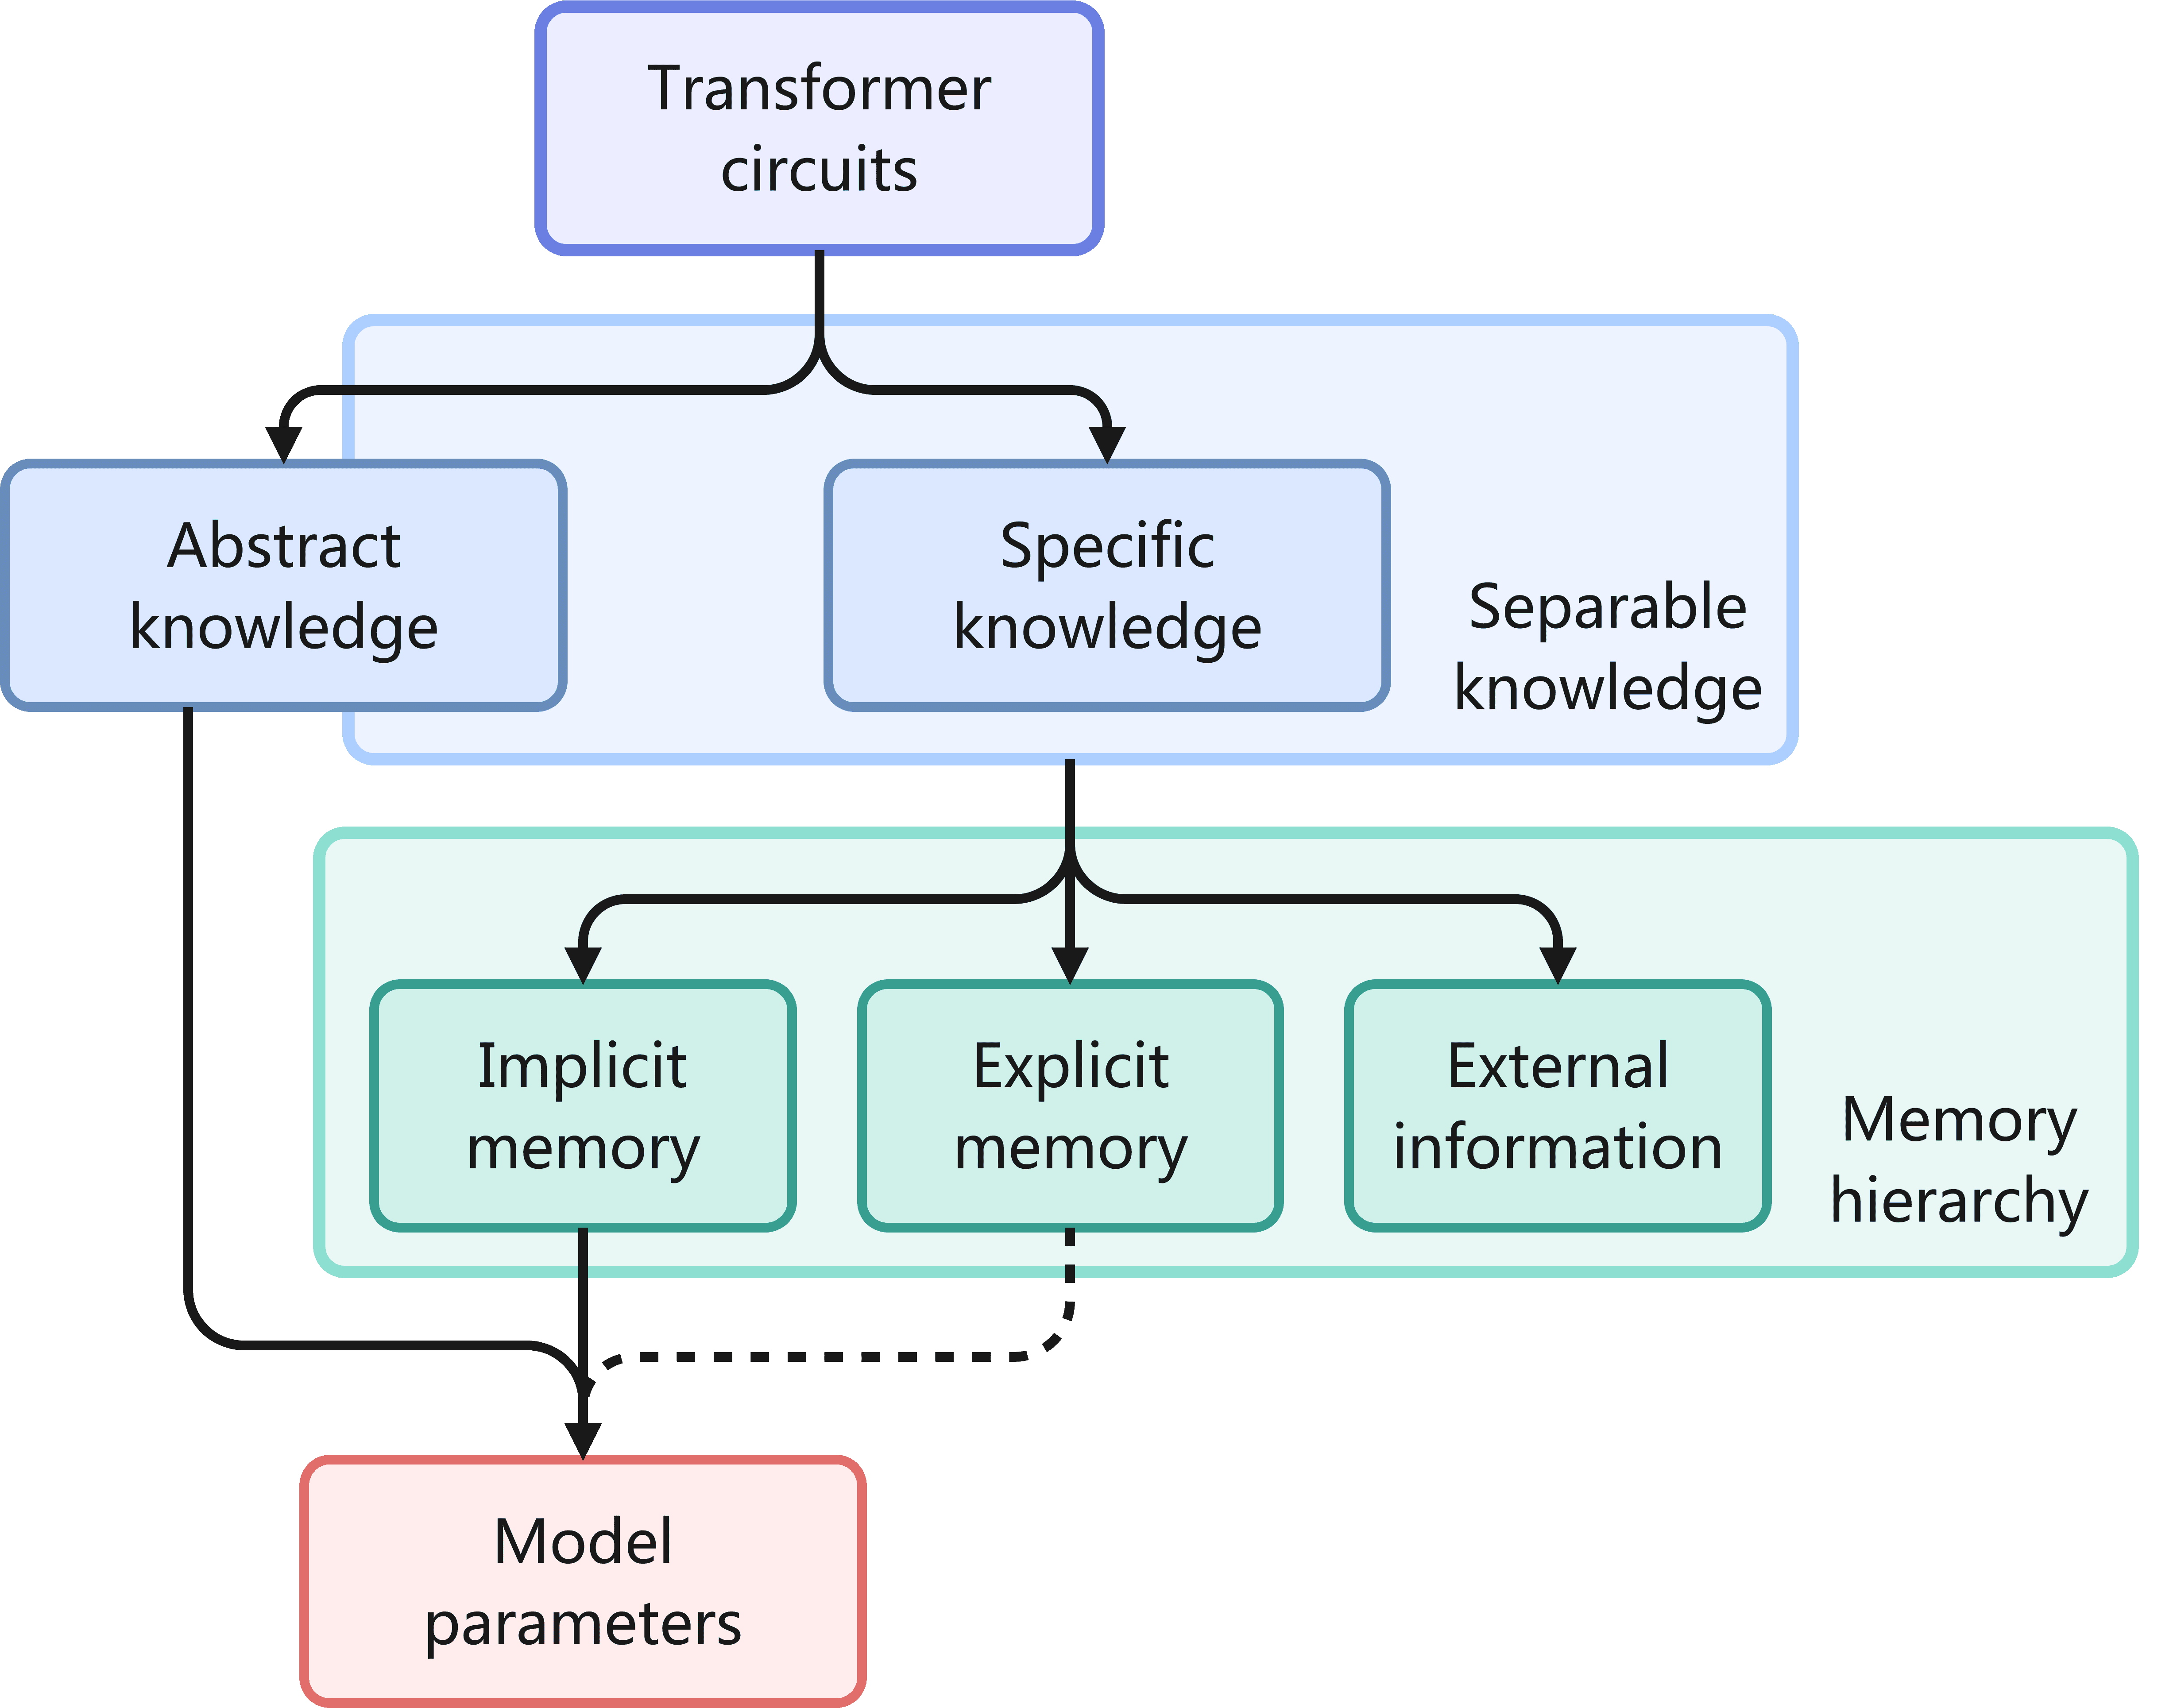 Transformer
circuits
Abstract
knowledge
Specific
knowledge
Separable
knowledge
Implicit
memory
Explicit
memory
External
information
Memory
hierarchy
Model
parameters